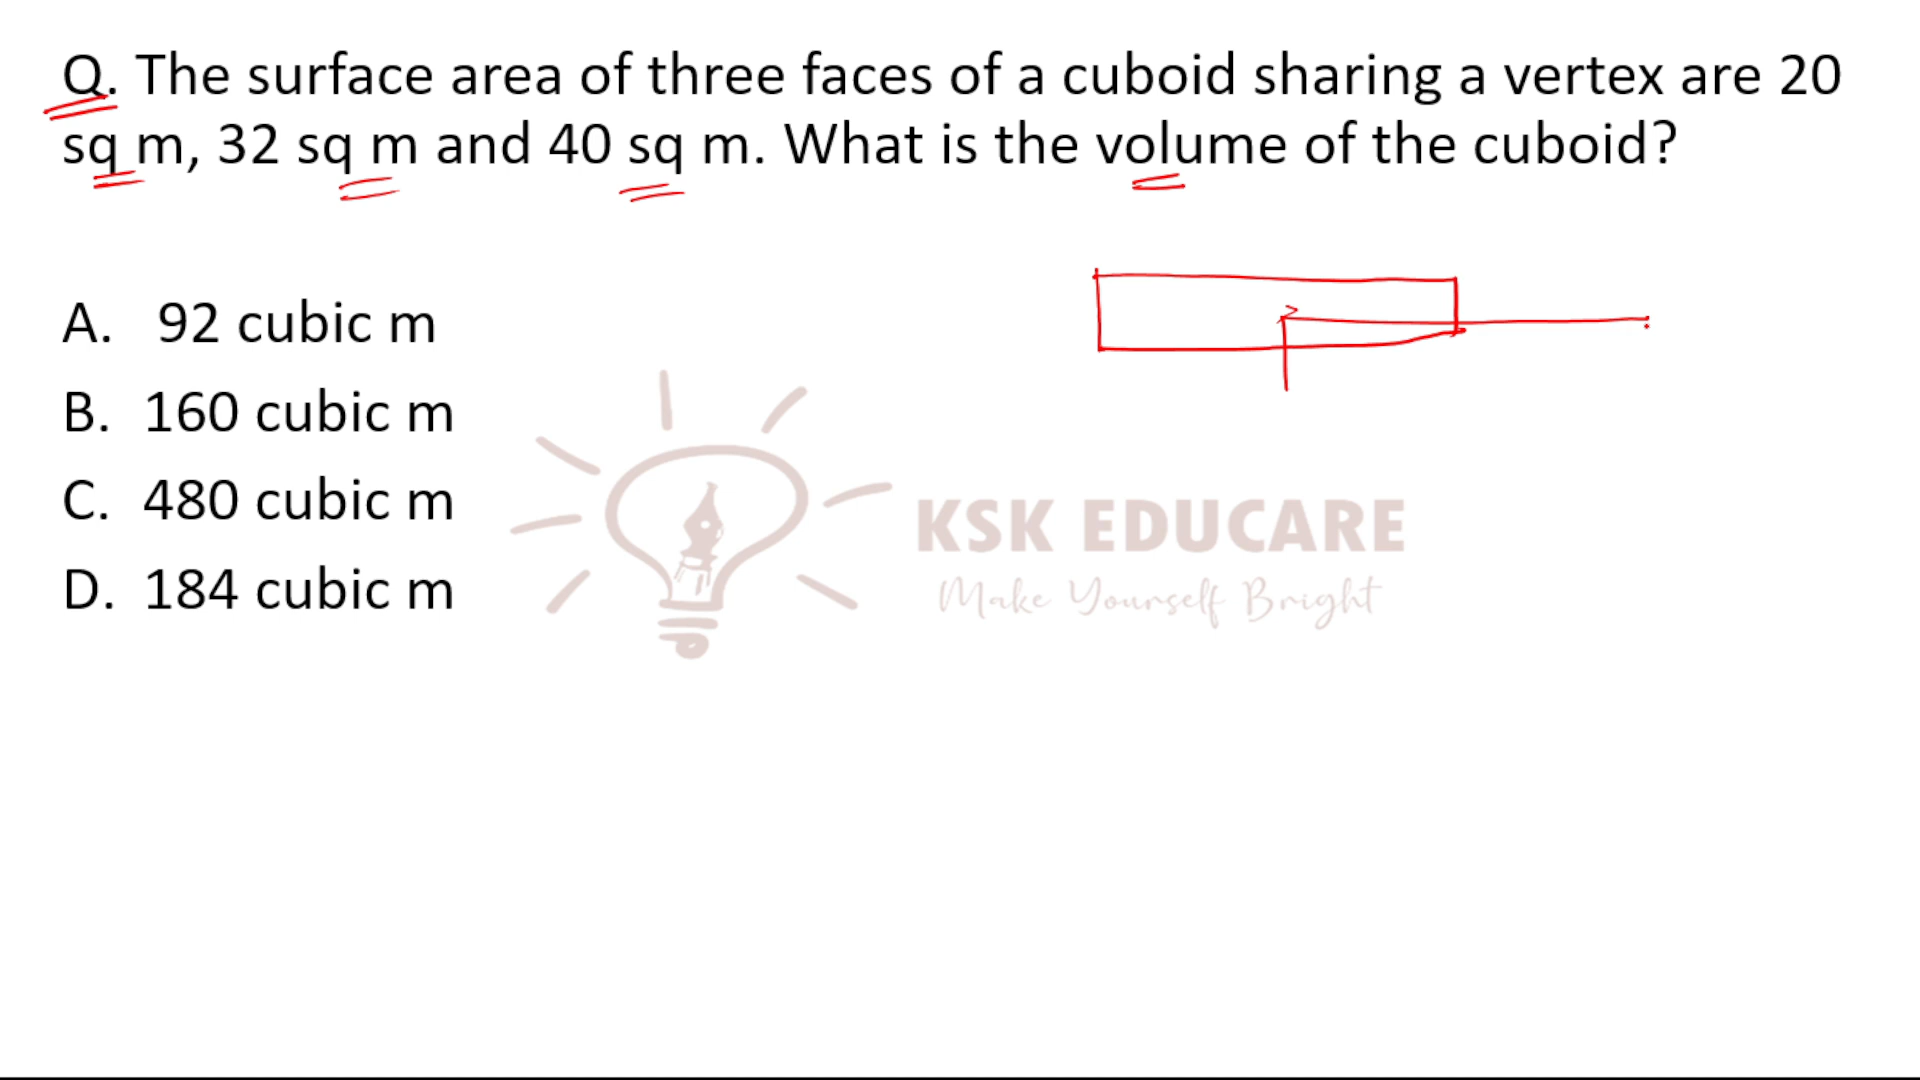 Q. The surface area of three faces of a cuboid sharing a vertex are 20
sq m, 32 sq m and 40 sq m. What is the volume of the cuboid?
A. 92 cubic m
B. 160 cubic m
C. 480 cubic m
D. 184 cubic m
KSK EDUCARE
Make Yourself Bright